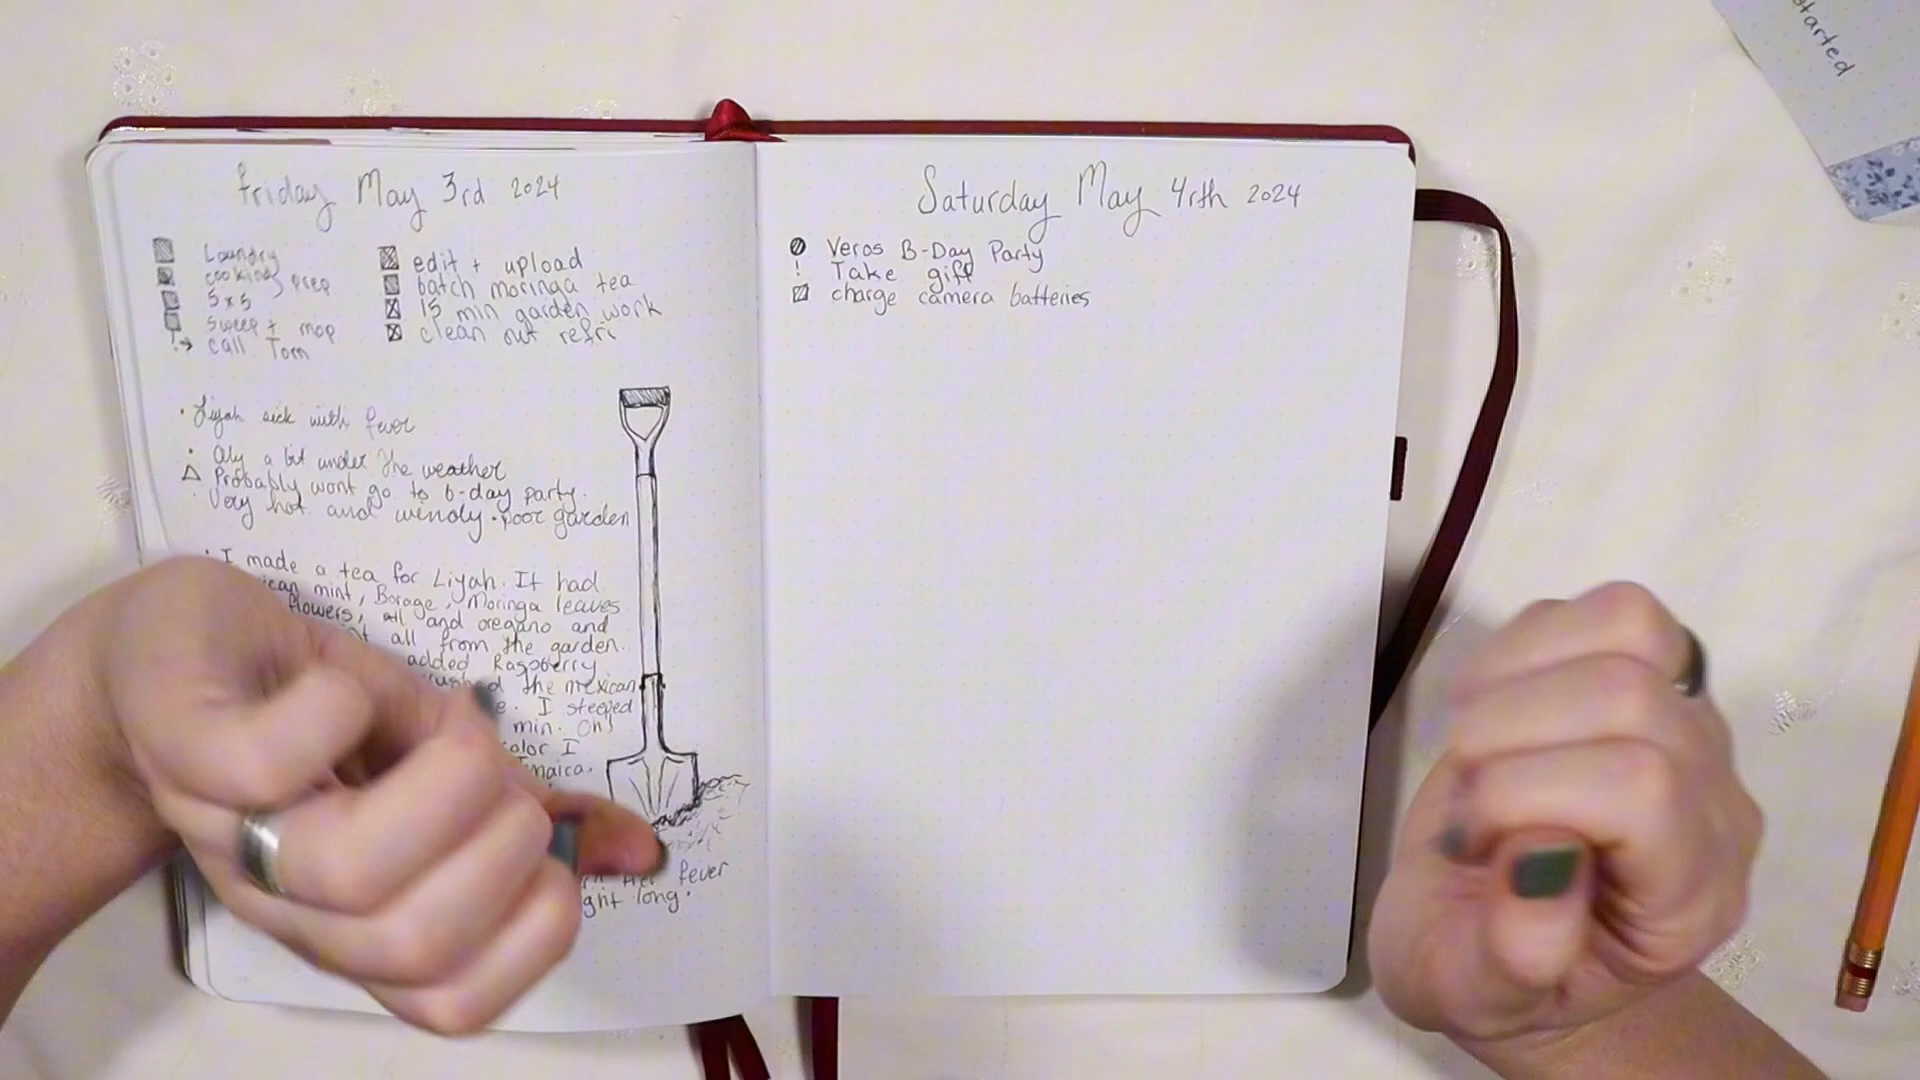 started
Friday May 3rd 2024
Laundry
cooking prep
5x5
Sweep + mop
! → call Tom
edit + upload
batch moringa tea
15 min garden work
clean out refri
• Liyah sick with fever
• Aly a bit under the weather
△ Probably wont go to b-day party.
• Very hot and windy • poor garden
• I made a tea for Liyah. It had
mint, Borage, Moringa leaves
flowers, and oregano and
all from the garden.
added Raspberry
the mexican
I steeped
min.
color I
fever
long.
Saturday May 4rth 2024
Veros B-Day Party
! Take gift
charge camera batteries